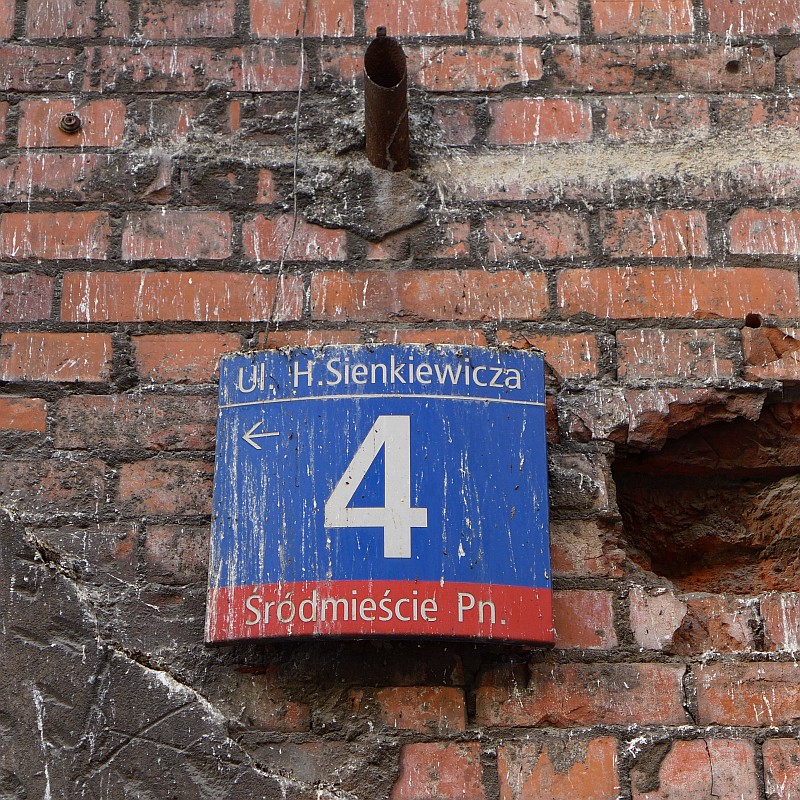 Ul. H.Sienkiewicza
← 4
Śródmieście Pn.